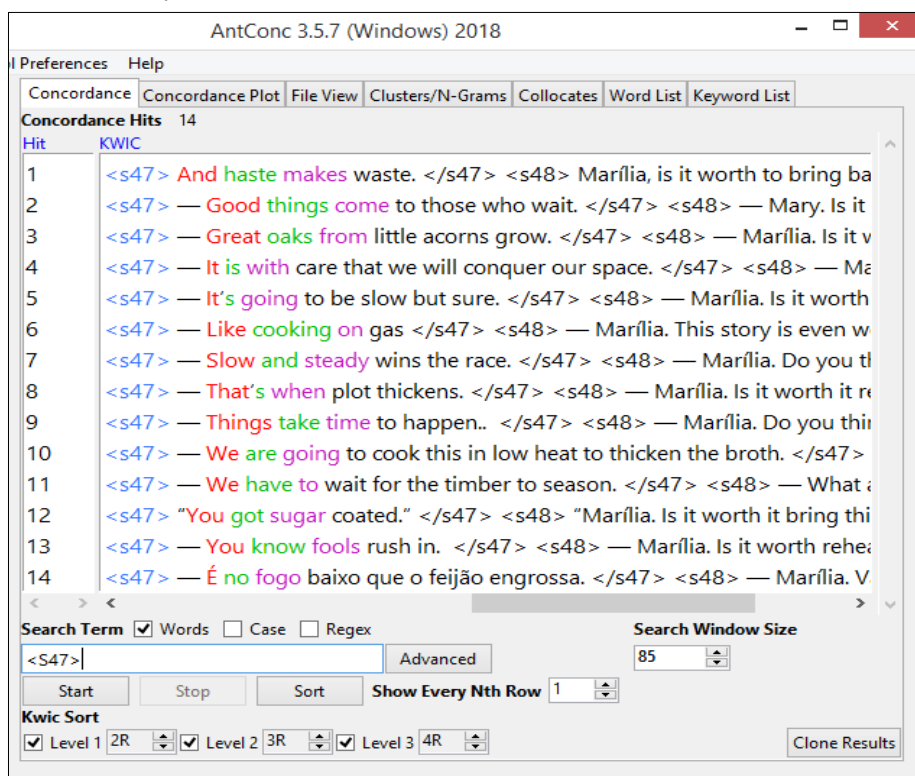 AntConc 3.5.7 (Windows) 2018
Preferences Help
Concordance Concordance Plot File View Clusters/N-Grams Collocates Word List Keyword List
Concordance Hits 14
Hit KWIC
1 <s47> And haste makes waste. </s47> <s48> Marília, is it worth to bring ba
2 <s47> — Good things come to those who wait. </s47> <s48> — Mary. Is it
3 <s47> — Great oaks from little acorns grow. </s47> <s48> — Marília. Is it
4 <s47> — It is with care that we will conquer our space. </s47> <s48> — Ma
5 <s47> — It's going to be slow but sure. </s47> <s48> — Marília. Is it worth
6 <s47> — Like cooking on gas </s47> <s48> — Marília. This story is even w
7 <s47> — Slow and steady wins the race. </s47> <s48> — Marília. Do you t
8 <s47> — That's when plot thickens. </s47> <s48> — Marília. Is it worth it r
9 <s47> — Things take time to happen.. </s47> <s48> — Marília. Do you thi
10 <s47> — We are going to cook this in low heat to thicken the broth. </s47>
11 <s47> — We have to wait for the timber to season. </s47> <s48> — What
12 <s47> “You got sugar coated.” </s47> <s48> “Marília. Is it worth it bring thi
13 <s47> — You know fools rush in. </s47> <s48> — Marília. Is it worth rehe
14 <s47> — É no fogo baixo que o feijão engrossa. </s47> <s48> — Marília. V
Search Term Words Case Regex Search Window Size
<S47> Advanced 85
Start Stop Sort Show Every Nth Row 1
Kwic Sort
Level 1 2R Level 2 3R Level 3 4R Clone Results